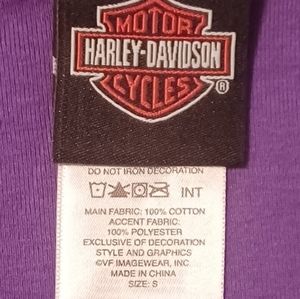 MOTOR
HARLEY-DAVIDSON
CYCLES
®
DO NOT IRON DECORATION
INT
MAIN FABRIC: 100% COTTON
ACCENT FABRIC:
100% POLYESTER
EXCLUSIVE OF DECORATION
STYLE AND GRAPHICS
©VF IMAGEWEAR, INC.
MADE IN CHINA
SIZE: S